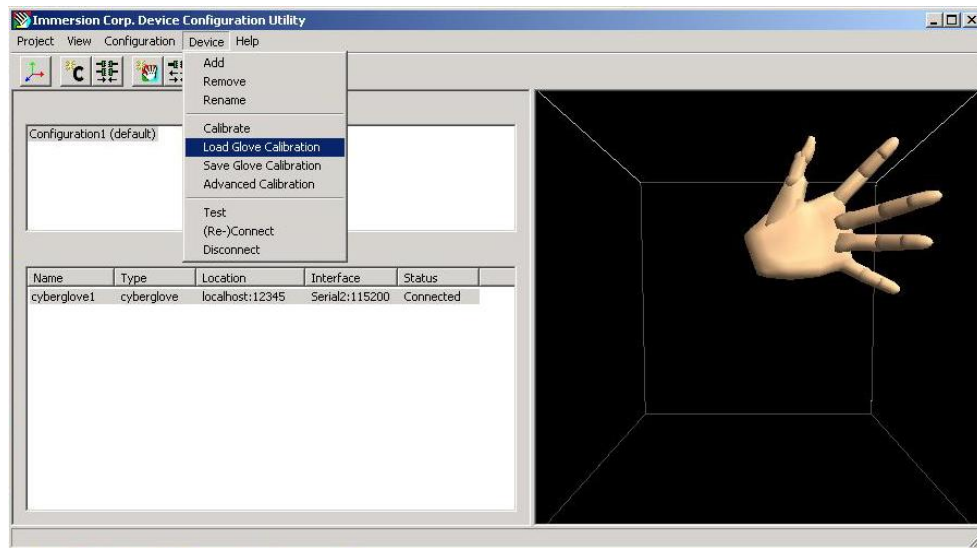 Immersion Corp. Device Configuration Utility
Project View Configuration Device Help
Add
Remove
Rename
Configuration1 (default)
Calibrate
Load Glove Calibration
Save Glove Calibration
Advanced Calibration
Test
(Re-)Connect
Disconnect
Name Type Location Interface Status
cyberglove1 cyberglove localhost:12345 Serial2:115200 Connected